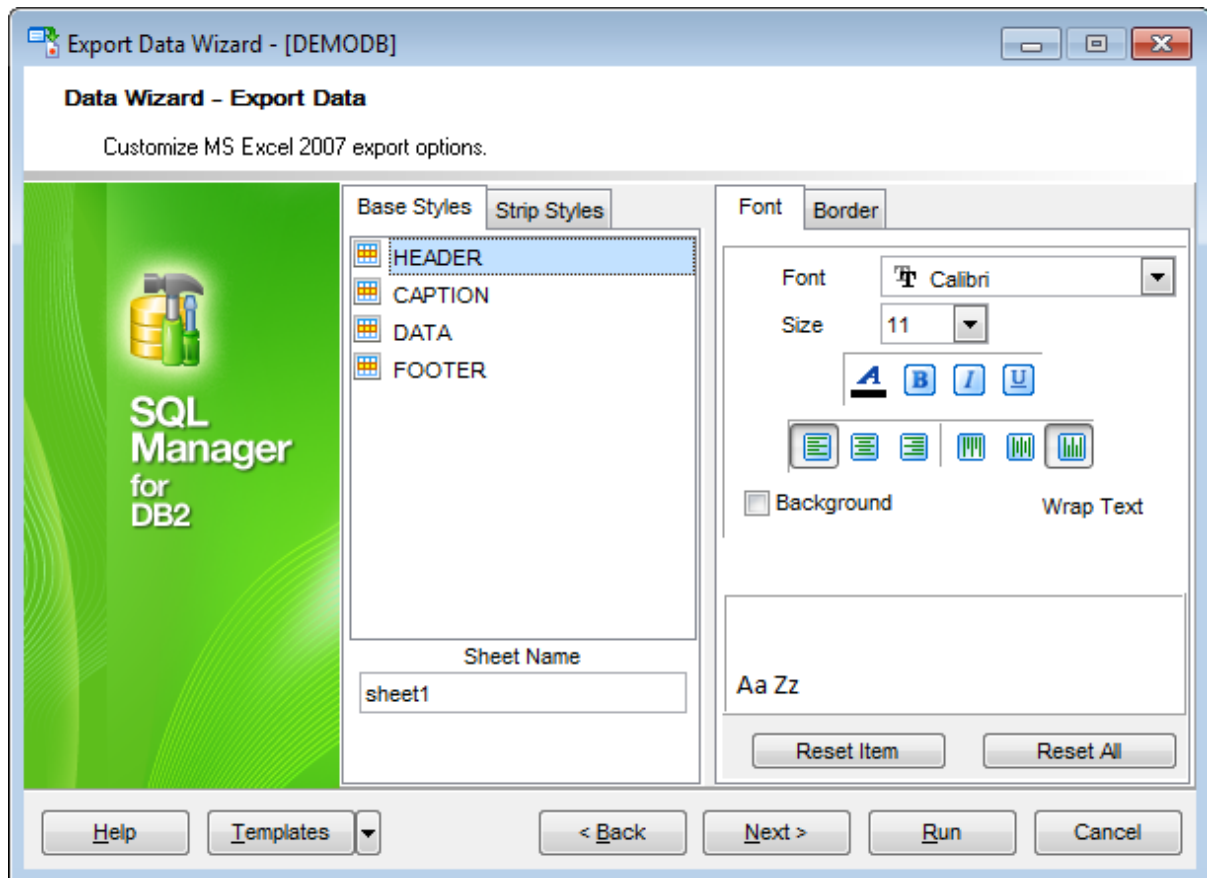 Export Data Wizard - [DEMODB]
Data Wizard - Export Data
Customize MS Excel 2007 export options.
SQL
Manager
for
DB2
Base Styles
Strip Styles
HEADER
CAPTION
DATA
FOOTER
Sheet Name
sheet1
Font
Border
Font
Calibri
Size
11
A B I U
Background
Wrap Text
Aa Zz
Reset Item
Reset All
Help
Templates
< Back
Next >
Run
Cancel